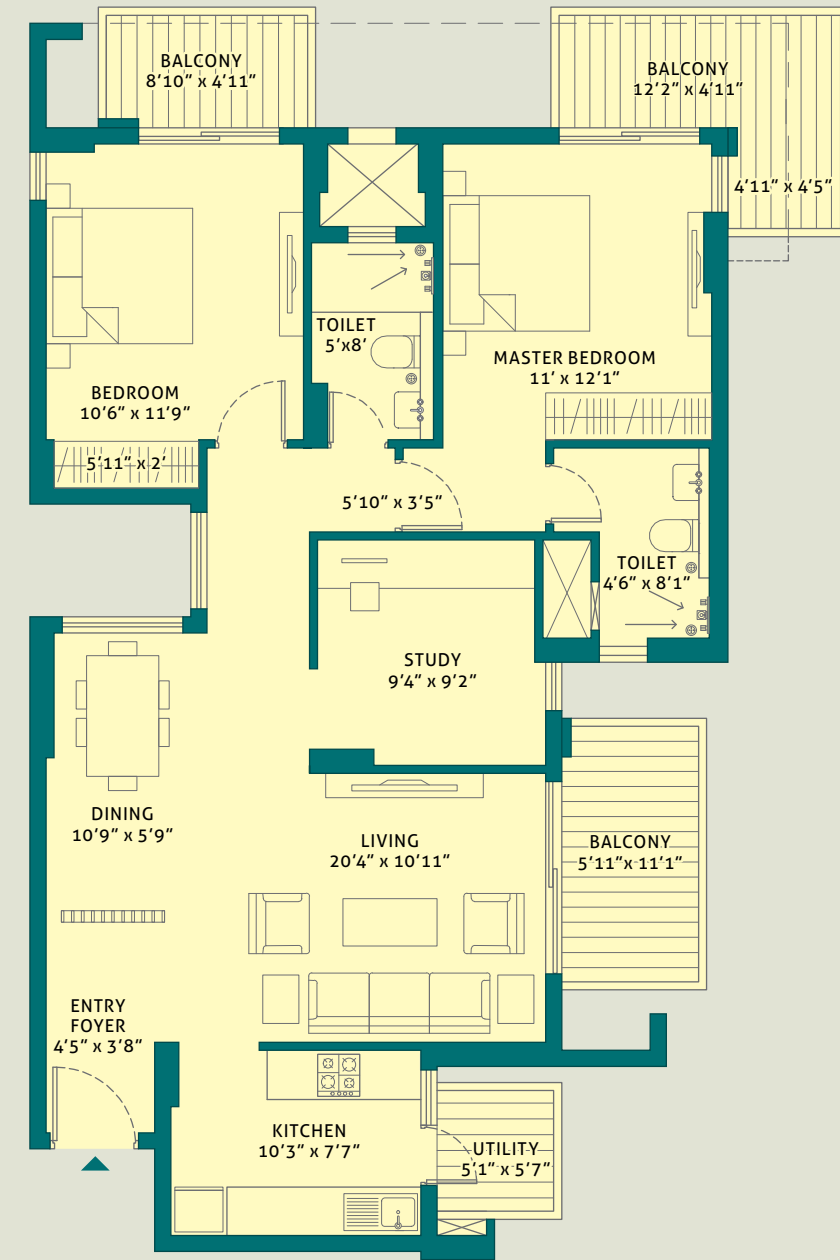 BALCONY
8'10" x 4'11"
BALCONY
12'2" x 4'11"
4'11" x 4'5"
TOILET
5'x8'
MASTER BEDROOM
11' x 12'1"
BEDROOM
10'6" x 11'9"
5'11" x 2'
5'10" x 3'5"
TOILET
4'6" x 8'1"
STUDY
9'4" x 9'2"
DINING
10'9" x 5'9"
LIVING
20'4" x 10'11"
BALCONY
5'11"x 11'1"
ENTRY
FOYER
4'5" x 3'8"
KITCHEN
10'3" x 7'7"
UTILITY
5'1" x 5'7"